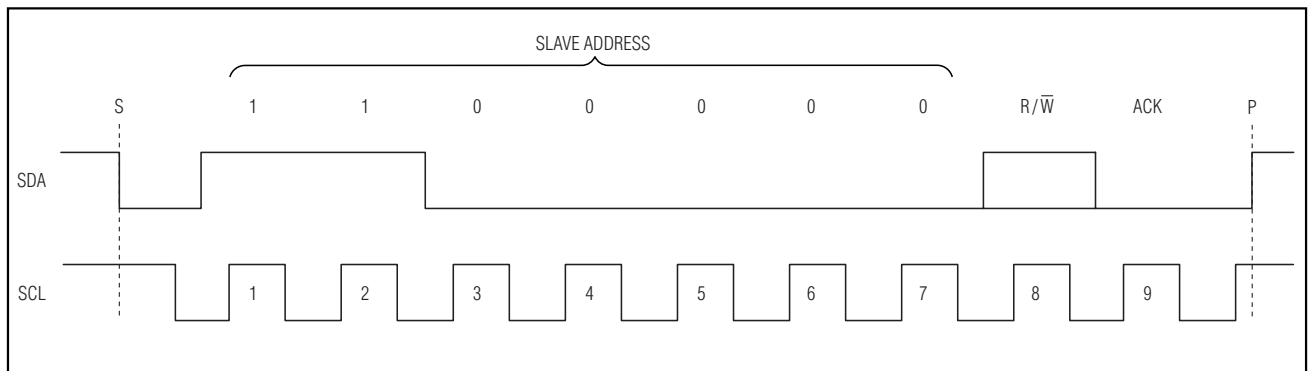 SLAVE ADDRESS
S 1 1 0 0 0 0 0 R/W̅ ACK P
SDA
SCL 1 2 3 4 5 6 7 8 9